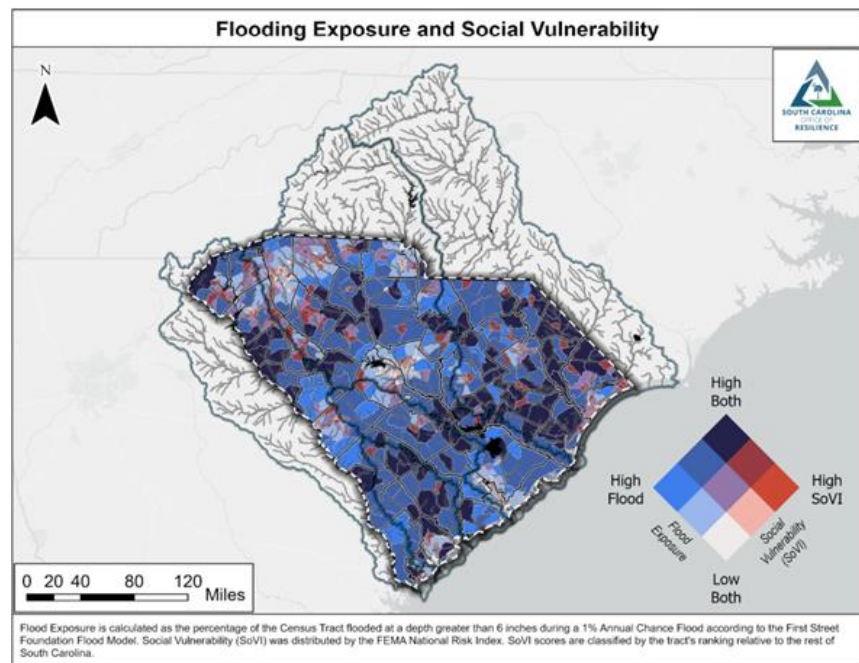 Flooding Exposure and Social Vulnerability
N
SOUTH CAROLINA
OFFICE OF
RESILIENCE
High
Both
High
Flood
High
SoVI
Flood
Exposure
Social
Vulnerability
(SoVI)
Low
Both
0 20 40 80 120
Miles
Flood Exposure is calculated as the percentage of the Census Tract flooded at a depth greater than 6 inches during a 1% Annual Chance Flood according to the First Street
Foundation Flood Model. Social Vulnerability (SoVI) was distributed by the FEMA National Risk Index. SoVI scores are classified by the tract's ranking relative to the rest of
South Carolina.